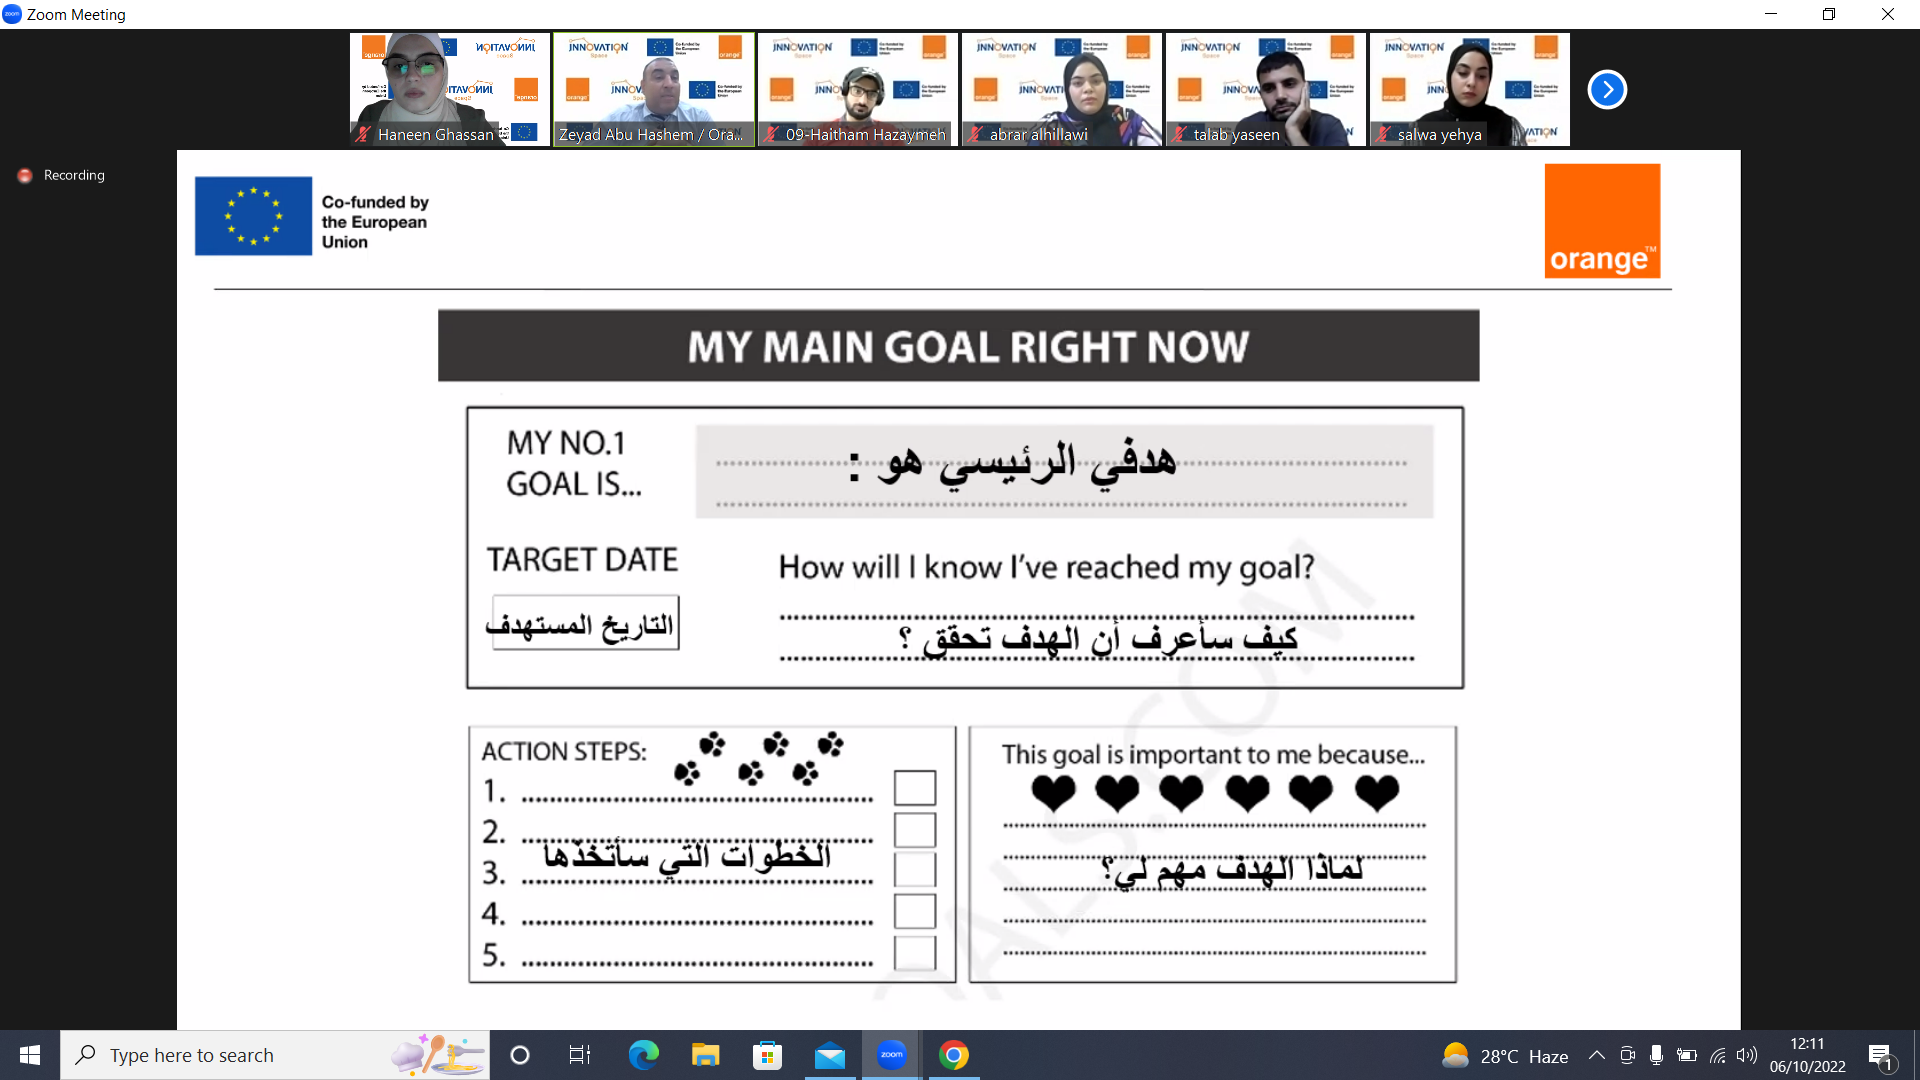 Zoom Meeting
Haneen Ghassan
Zeyad Abu Hashem / Ora...
09-Haitham Hazaymeh
abrar alhillawi
talab yaseen
salwa yehya
Recording
Co-funded by
the European
Union
orange™
MY MAIN GOAL RIGHT NOW
MY NO.1
GOAL IS...
هدفي الرئيسي هو :
TARGET DATE
التاريخ المستهدف
How will I know I've reached my goal?
كيف سأعرف أن الهدف تحقق ؟
ACTION STEPS:
1.
2.
الخطوات التي سأتخذها
3.
4.
5.
This goal is important to me because...
لماذا الهدف مهم لي؟
Type here to search
zoom
28°C Haze
12:11
06/10/2022
1